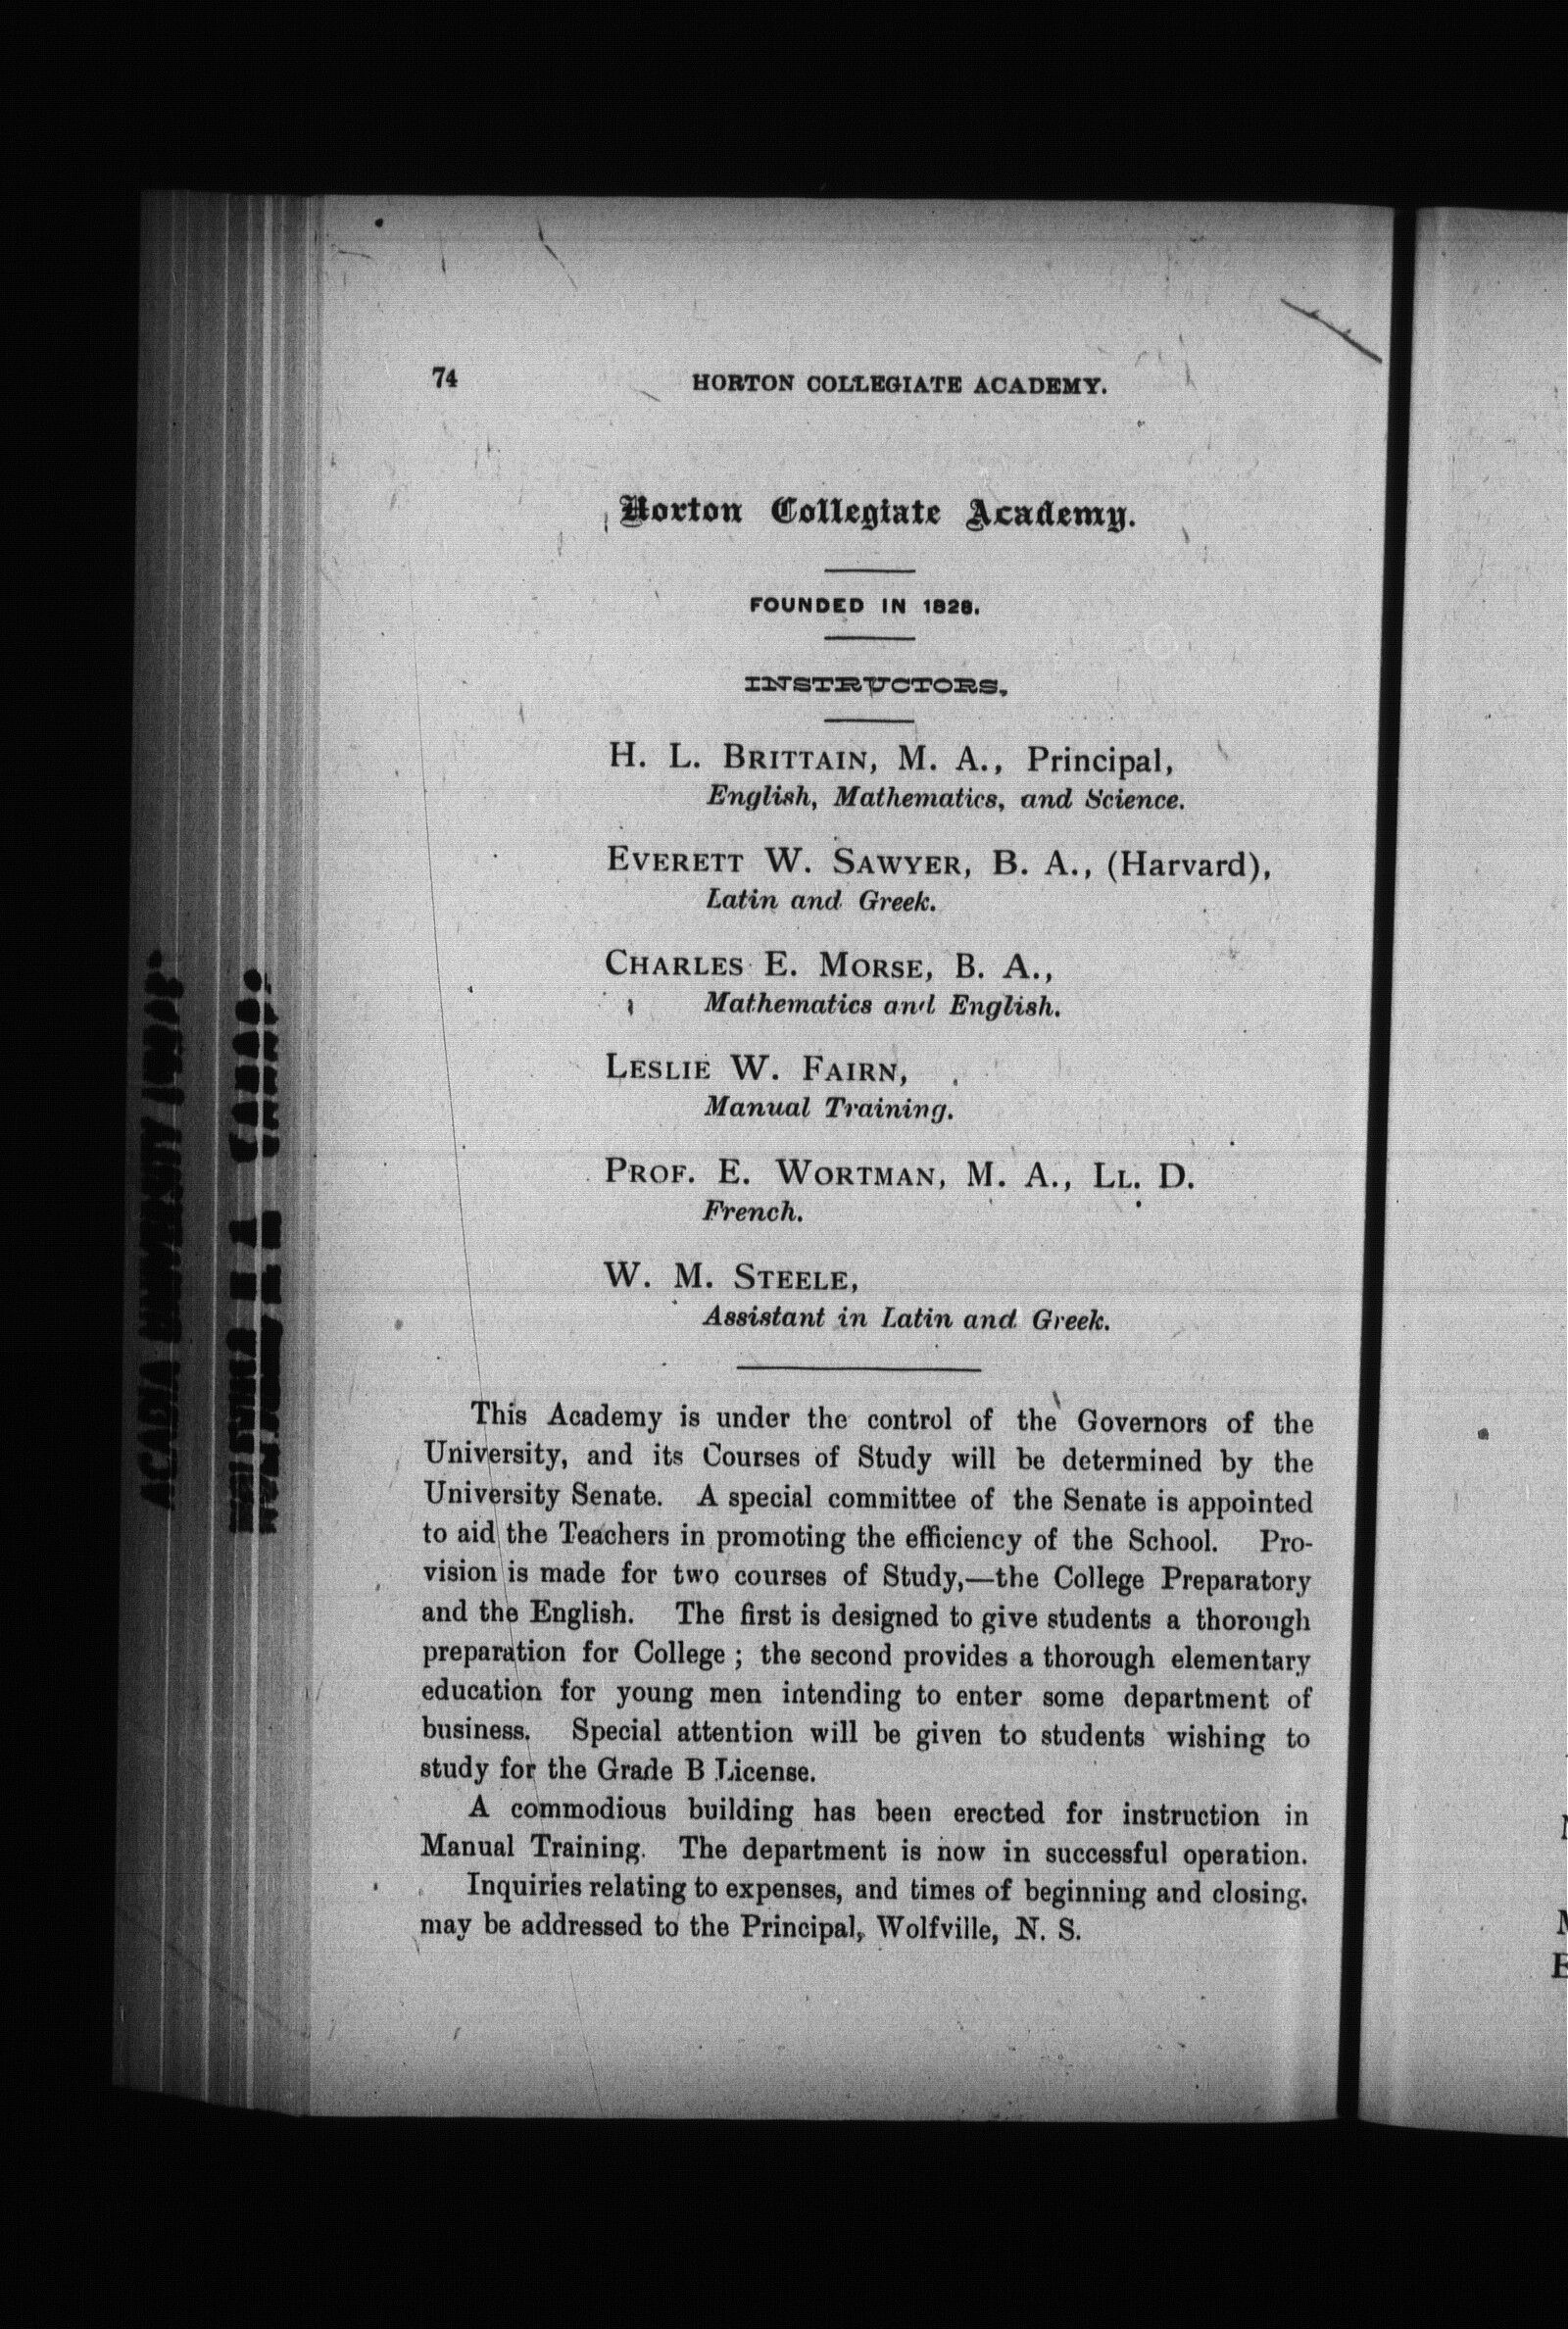 74
HORTON COLLEGIATE ACADEMY.
Horton Collegiate Academy.
FOUNDED IN 1828.
INSTRUCTORS.
H. L. BRITTAIN, M. A., Principal,
English, Mathematics, and Science.
EVERETT W. SAWYER, B. A., (Harvard),
Latin and Greek.
CHARLES E. MORSE, B. A.,
Mathematics and English.
LESLIE W. FAIRN,
Manual Training.
PROF. E. WORTMAN, M. A., LL. D.
French.
W. M. STEELE,
Assistant in Latin and Greek.
This Academy is under the control of the Governors of the
University, and its Courses of Study will be determined by the
University Senate. A special committee of the Senate is appointed
to aid the Teachers in promoting the efficiency of the School. Pro-
vision is made for two courses of Study,—the College Preparatory
and the English. The first is designed to give students a thorough
preparation for College ; the second provides a thorough elementary
education for young men intending to enter some department of
business. Special attention will be given to students wishing to
study for the Grade B License.
A commodious building has been erected for instruction in
Manual Training. The department is now in successful operation.
Inquiries relating to expenses, and times of beginning and closing.
may be addressed to the Principal, Wolfville, N. S.
ACADIA UNIVERSITY